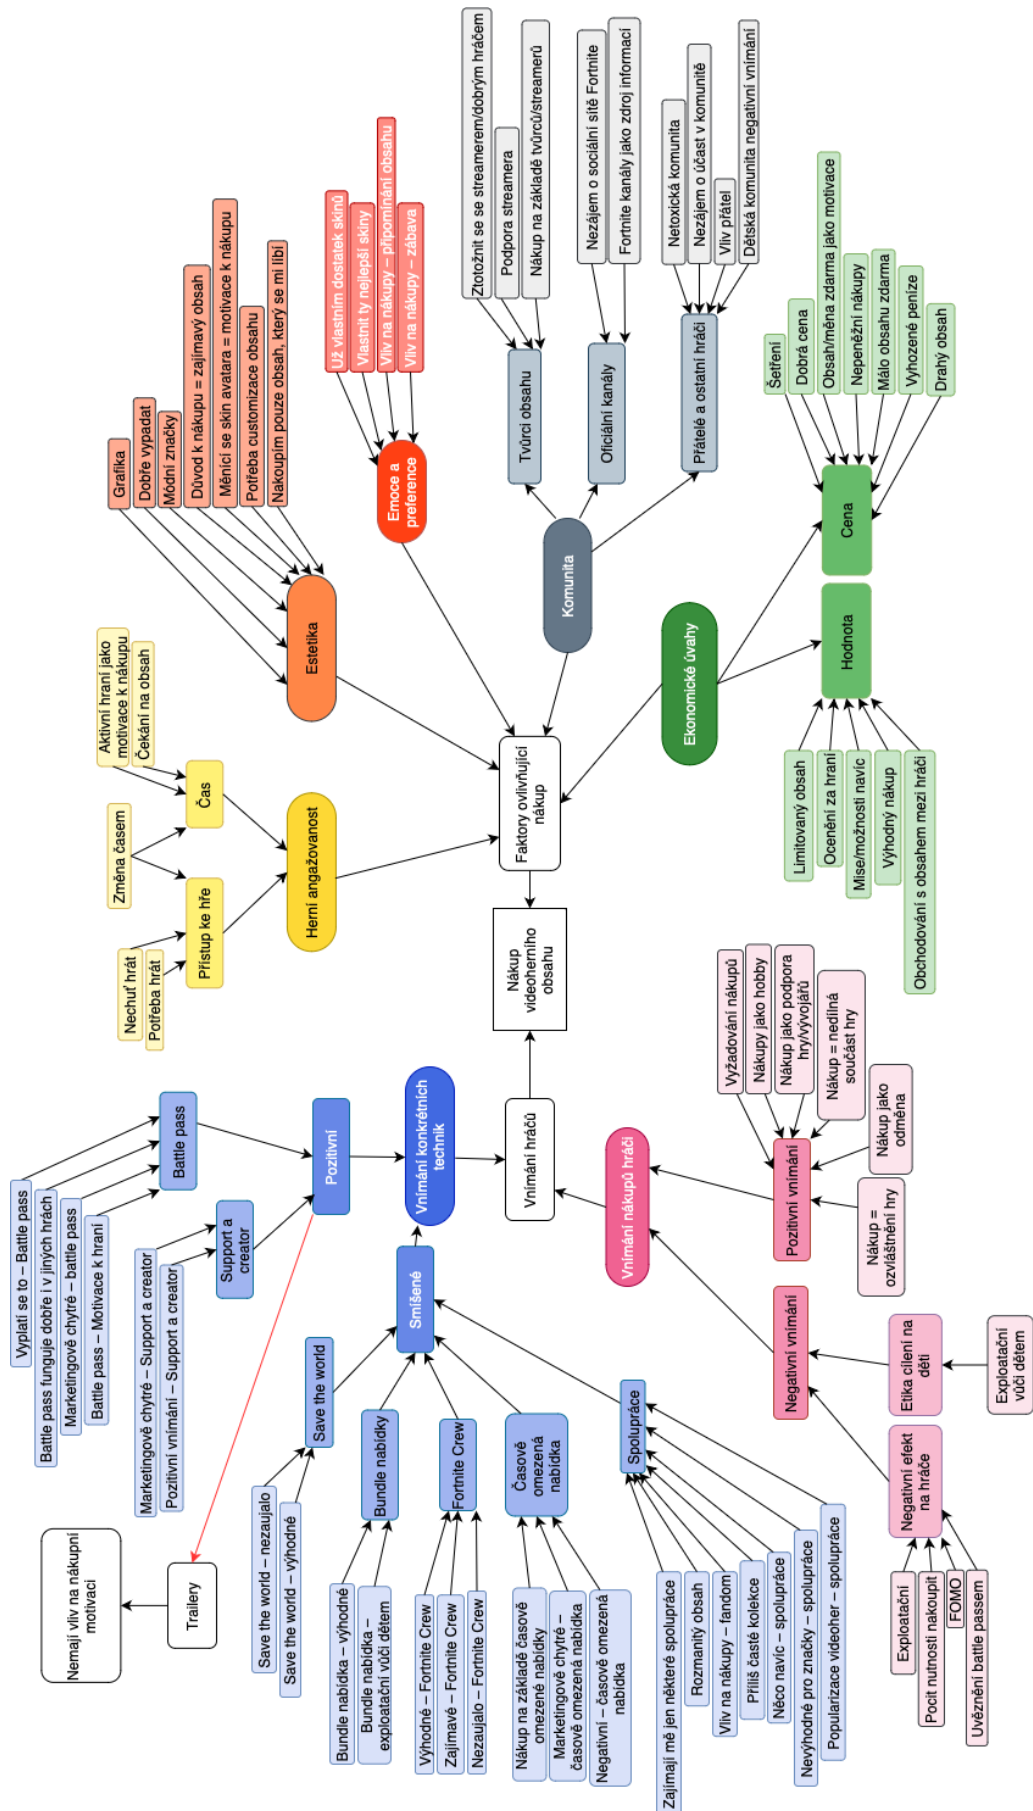 Vyplatí se to – Battle pass
Battle pass funguje dobře i v jiných hrách
Marketingově chytré – battle pass
Battle pass – Motivace k hraní
Battle pass
Marketingově chytré – Support a creator
Pozitivní vnímání – Support a creator
Support a
creator
Pozitivní
Nemají vliv na nákupní
motivaci
Trailery
Save the world – nezaujalo
Save the world – výhodné
Save the world
Bundle nabídka – výhodné
Bundle nabídka –
exploatační vůči dětem
Bundle nabídky
Výhodné – Fortnite Crew
Zajímavé – Fortnite Crew
Nezaujalo – Fortnite Crew
Fortnite Crew
Nákup na základě časově
omezené nabídky
Marketingově chytré –
časově omezená nabídka
Negativní – časově omezená
nabídka
Časově
omezená
nabídka
Zajímají mě jen některé spolupráce
Rozmanitý obsah
Vliv na nákupy – fandom
Příliš časté kolekce
Něco navíc – spolupráce
Nevýhodné pro značky – spolupráce
Popularizace videoher – spolupráce
Spolupráce
Smíšené
Vnímání konkrétních
technik
Vnímání hráčů
Nákup
videoherního
obsahu
Vnímání nákupů hráči
Pozitivní vnímání
Vyžadování nákupů
Nákupy jako hobby
Nákup jako podpora
hry/vývojářů
Nákup = nedílná
součást hry
Nákup jako
odměna
Nákup =
ozvláštnění hry
Negativní vnímání
Negativní efekt
na hráče
Exploatační
Pocit nutnosti nakoupit
FOMO
Uvěznění battle passem
Etika cílení na
děti
Exploatační
vůči dětem
Faktory ovlivňující
nákup
Herní angažovanost
Přístup ke hře
Nechuť hrát
Potřeba hrát
Změna časem
Čas
Aktivní hraní jako
motivace k nákupu
Čekání na obsah
Estetika
Grafika
Dobře vypadat
Módní značky
Důvod k nákupu = zajímavý obsah
Měnící se skin avatara = motivace k nákupu
Potřeba customizace obsahu
Nakoupím pouze obsah, který se mi libí
Emoce a
preference
Už vlastním dostatek skinů
Vlastnit ty nejlepší skiny
Vliv na nákupy – připomínání obsahu
Vliv na nákupy – zábava
Komunita
Tvůrci obsahu
Ztotožnit se se streamerem/dobrým hráčem
Podpora streamera
Nákup na základě tvůrců/streamerů
Oficiální kanály
Nezájem o sociální sítě Fortnite
Fortnite kanály jako zdroj informací
Přátelé a ostatní hráči
Netoxická komunita
Nezájem o účast v komunitě
Vliv přátel
Dětská komunita negativní vnímání
Ekonomické úvahy
Cena
Šetření
Dobrá cena
Obsah/měna zdarma jako motivace
Nepeněžní nákupy
Málo obsahu zdarma
Vyhozené peníze
Drahý obsah
Hodnota
Limitovaný obsah
Ocenění za hraní
Mise/možnosti navíc
Výhodný nákup
Obchodování s obsahem mezi hráči